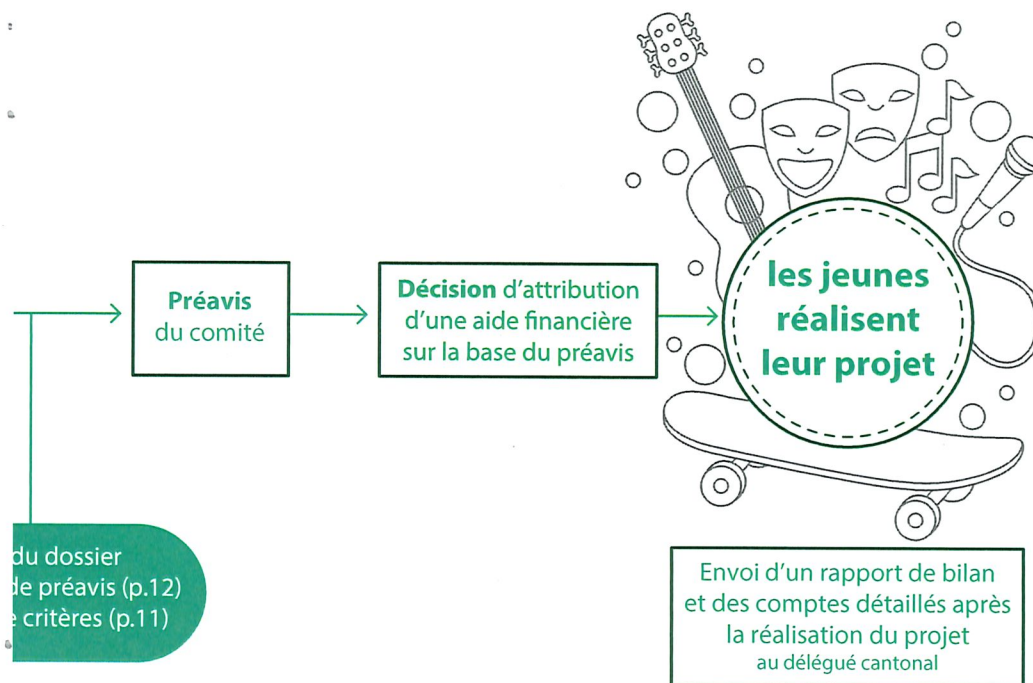 Préavis
du comité
Décision d'attribution
d'une aide financière
sur la base du préavis
les jeunes
réalisent
leur projet
du dossier
de préavis (p.12)
critères (p.11)
Envoi d'un rapport de bilan
et des comptes détaillés après
la réalisation du projet
au délégué cantonal